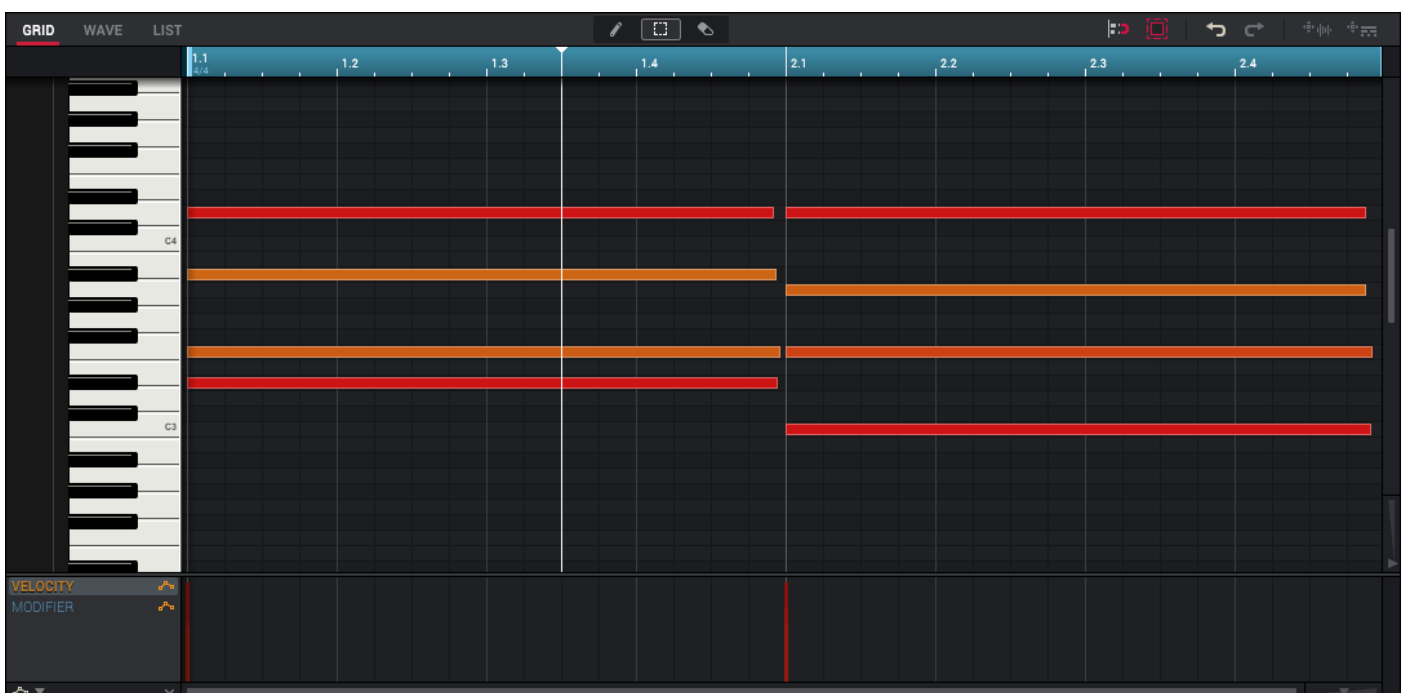 GRID WAVE LIST
1.1 1.2 1.3 1.4 2.1 2.2 2.3 2.4
4/4
C4
C3
VELOCITY
MODIFIER